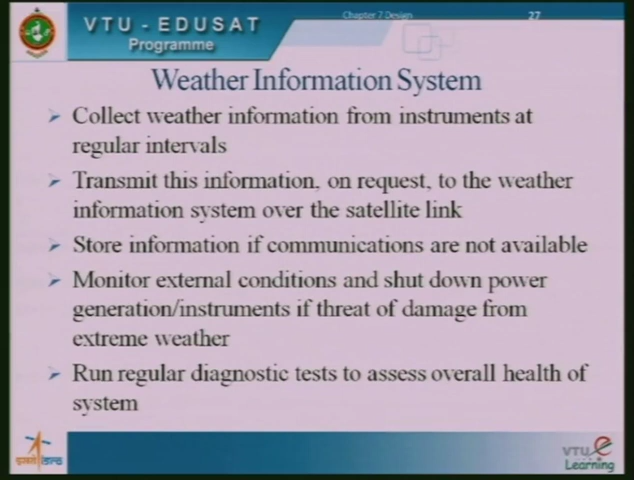 VTU - EDUSAT
Programme
Chapter 7 Design
27
Weather Information System
Collect weather information from instruments at
regular intervals
Transmit this information, on request, to the weather
information system over the satellite link
Store information if communications are not available
Monitor external conditions and shut down power
generation/instruments if threat of damage from
extreme weather
Run regular diagnostic tests to assess overall health of
system
VTU e
Learning